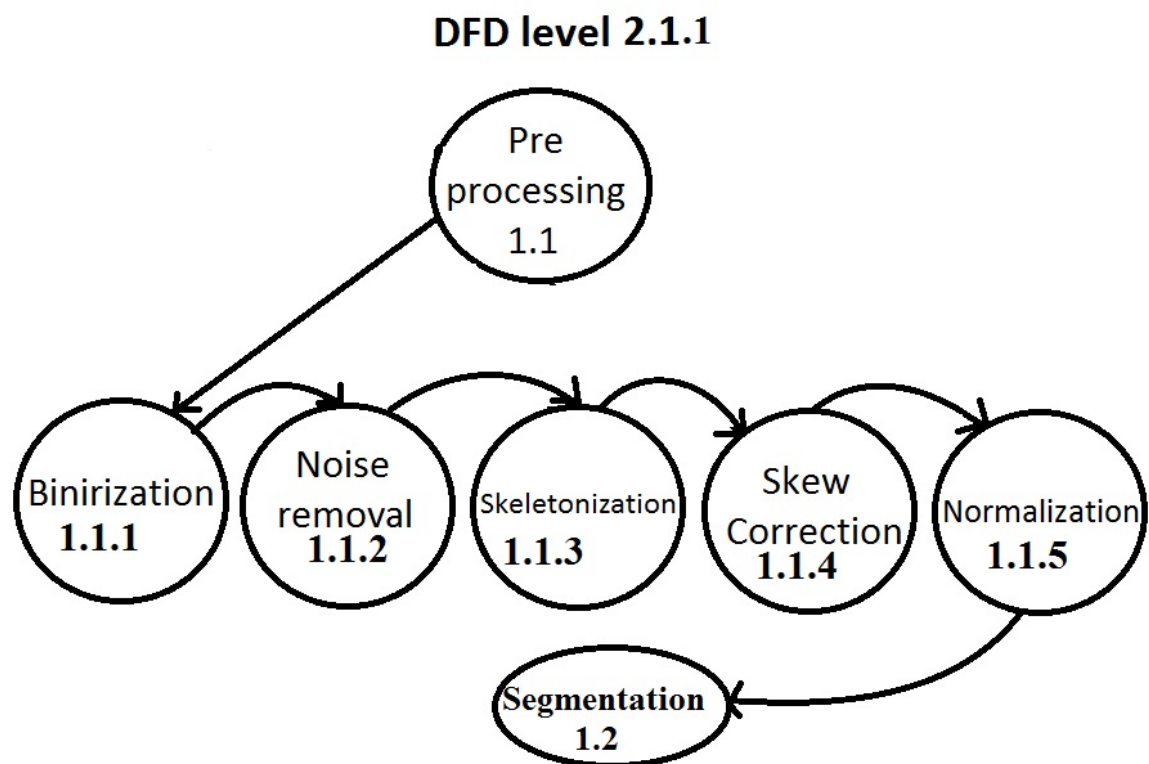 DFD level 2.1.1
Pre
processing
1.1
Binirization
1.1.1
Noise
removal
1.1.2
Skeletonization
1.1.3
Skew
Correction
1.1.4
Normalization
1.1.5
Segmentation
1.2